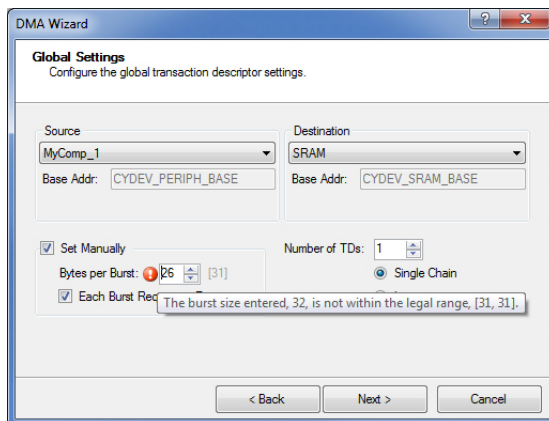 DMA Wizard
Global Settings
Configure the global transaction descriptor settings.
Source
Destination
MyComp_1
SRAM
Base Addr: CYDEV_PERIPH_BASE
Base Addr: CYDEV_SRAM_BASE
Set Manually
Number of TDs: 1
Bytes per Burst: 26 [31]
Single Chain
Each Burst Req
The burst size entered, 32, is not within the legal range, [31, 31].
< Back
Next >
Cancel